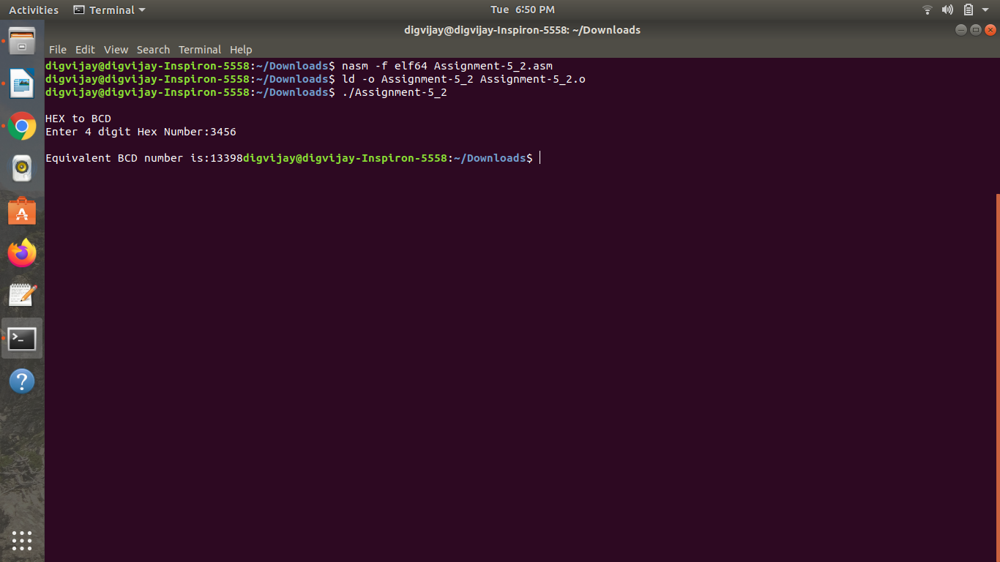 Activities Terminal Tue 6:50 PM
digvijay@digvijay-Inspiron-5558: ~/Downloads
File Edit View Search Terminal Help
digvijay@digvijay-Inspiron-5558:~/Downloads$ nasm -f elf64 Assignment-5_2.asm
digvijay@digvijay-Inspiron-5558:~/Downloads$ ld -o Assignment-5_2 Assignment-5_2.o
digvijay@digvijay-Inspiron-5558:~/Downloads$ ./Assignment-5_2
HEX to BCD
Enter 4 digit Hex Number:3456
Equivalent BCD number is:13398digvijay@digvijay-Inspiron-5558:~/Downloads$